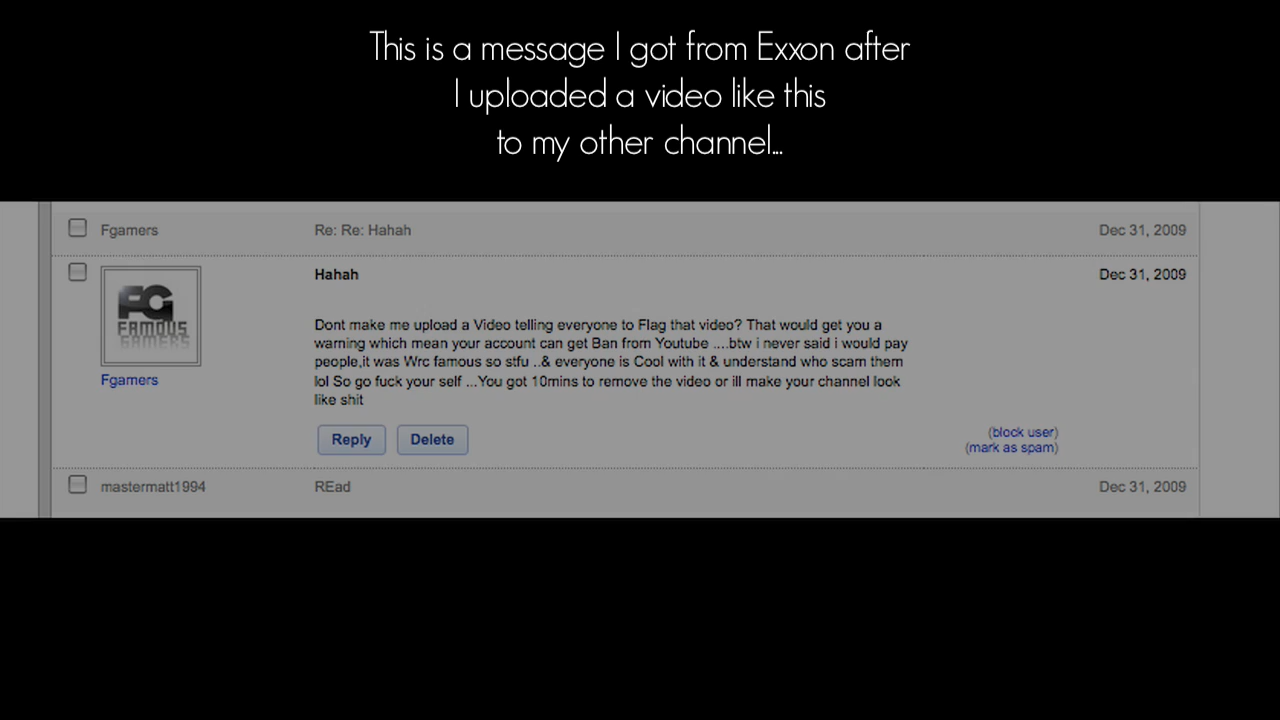 This is a message I got from Exxon after
I uploaded a video like this
to my other channel...
Fgamers Re: Re: Hahah Dec 31, 2009
Hahah Dec 31, 2009
FG
FAMOUS
GAMERS
Fgamers
Dont make me upload a Video telling everyone to Flag that video? That would get you a
warning which mean your account can get Ban from Youtube ....btw i never said i would pay
people,it was Wrc famous so stfu ..& everyone is Cool with it & understand who scam them
lol So go fuck your self ...You got 10mins to remove the video or ill make your channel look
like shit
Reply Delete
(block user)
(mark as spam)
mastermatt1994 REad Dec 31, 2009